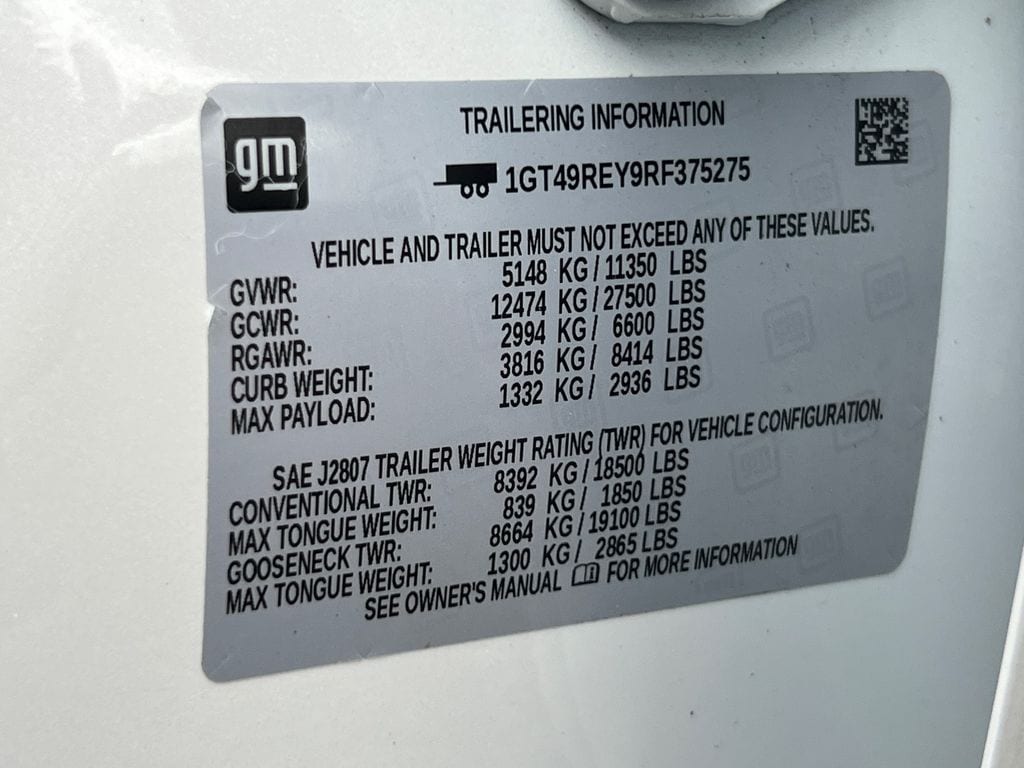 gm
TRAILERING INFORMATION
1GT49REY9RF375275
VEHICLE AND TRAILER MUST NOT EXCEED ANY OF THESE VALUES.
GVWR: 5148 KG/11350 LBS
GCWR: 12474 KG/27500 LBS
RGAWR: 2994 KG/ 6600 LBS
CURB WEIGHT: 3816 KG/ 8414 LBS
MAX PAYLOAD: 1332 KG/ 2936 LBS
SAE J2807 TRAILER WEIGHT RATING (TWR) FOR VEHICLE CONFIGURATION.
CONVENTIONAL TWR: 8392 KG/18500 LBS
MAX TONGUE WEIGHT: 839 KG/ 1850 LBS
GOOSENECK TWR: 8664 KG/19100 LBS
MAX TONGUE WEIGHT: 1300 KG/ 2865 LBS
SEE OWNER'S MANUAL FOR MORE INFORMATION